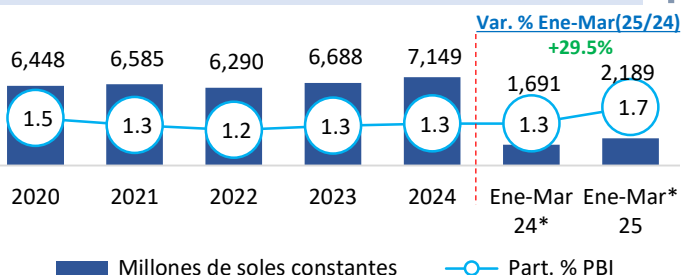 Var. % Ene-Mar(25/24)
+29.5%
6,448 6,585 6,290 6,688 7,149 1,691 2,189
1.5 1.3 1.2 1.3 1.3 1.3 1.7
2020 2021 2022 2023 2024 Ene-Mar Ene-Mar*
24* 25
Millones de soles constantes Part. % PBI